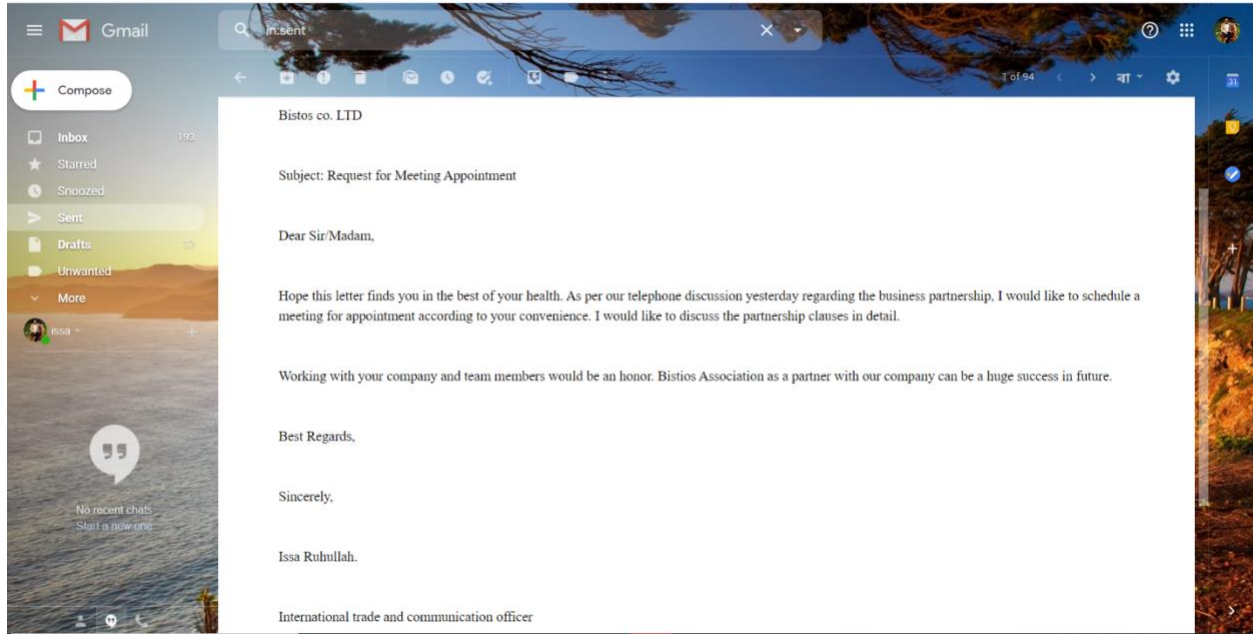 Gmail
in:sent
Compose
1 of 94
বা
31
Inbox 193
Starred
Snoozed
Sent
Drafts 12
Unwanted
More
issa
Bistos co. LTD
Subject: Request for Meeting Appointment
Dear Sir/Madam,
Hope this letter finds you in the best of your health. As per our telephone discussion yesterday regarding the business partnership, I would like to schedule a
meeting for appointment according to your convenience. I would like to discuss the partnership clauses in detail.
Working with your company and team members would be an honor. Bistios Association as a partner with our company can be a huge success in future.
Best Regards,
Sincerely,
Issa Ruhullah.
International trade and communication officer
No recent chats
Start a new one